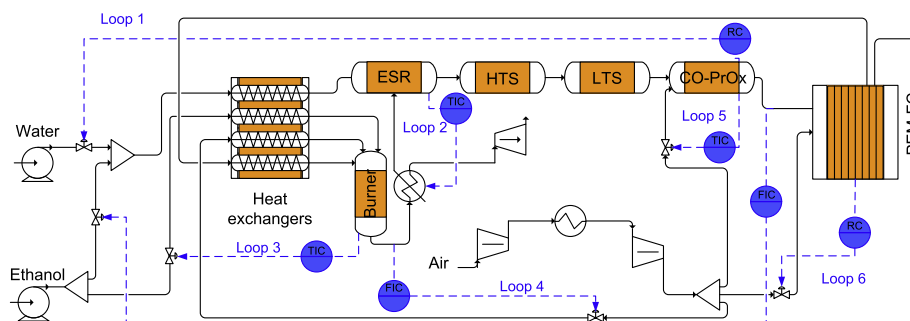 Loop 1
RC
ESR
HTS
LTS
CO-PrOx
TIC
Loop 2
Loop 5
TIC
Water
Heat
exchangers
Burner
FIC
RC
Loop 3
TIC
Ethanol
Air
FIC
Loop 4
Loop 6